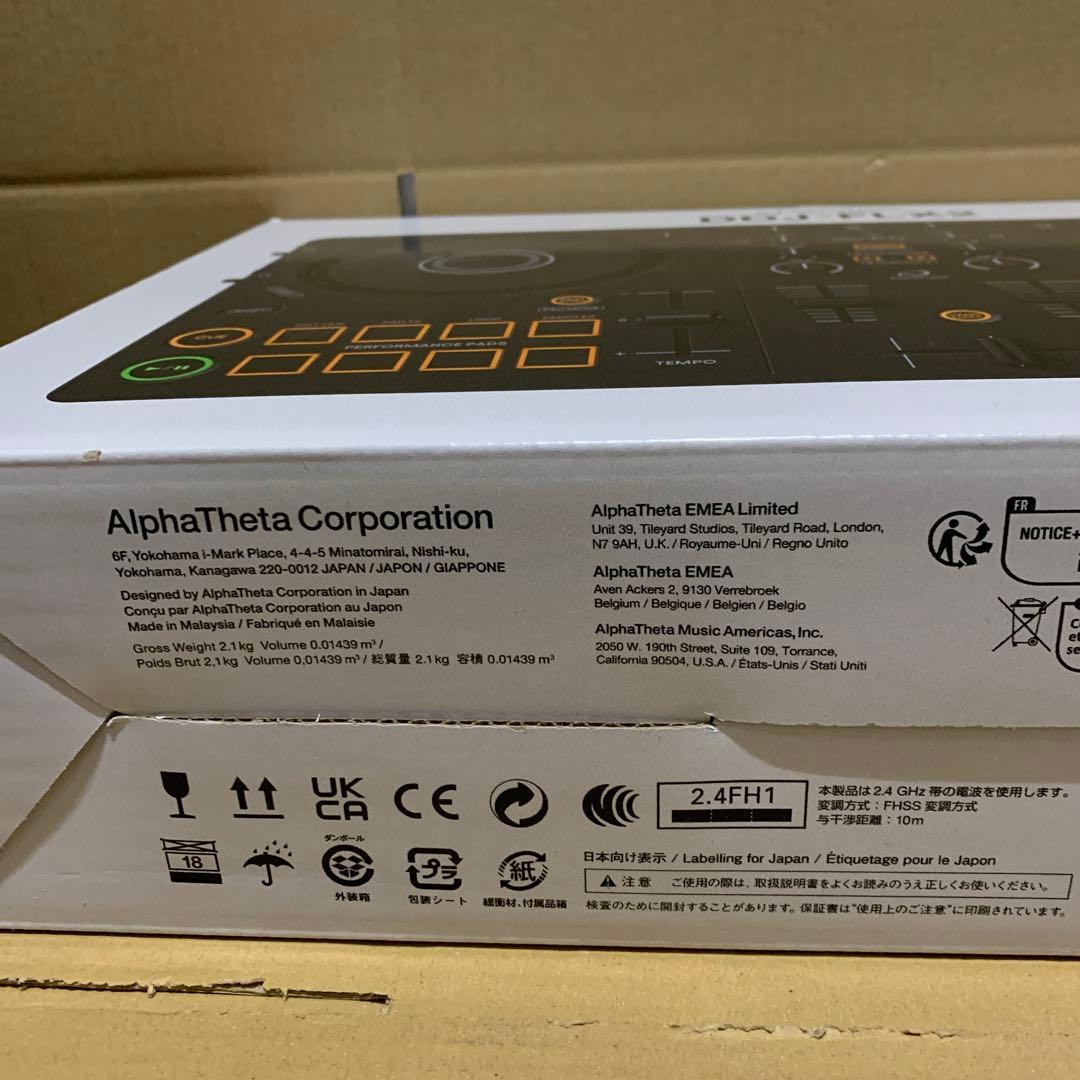 CUE
PERFORMANCE PADS
TEMPO
AlphaTheta Corporation
6F, Yokohama i-Mark Place, 4-4-5 Minatomirai, Nishi-ku,
Yokohama, Kanagawa 220-0012 JAPAN / JAPON / GIAPPONE
Designed by AlphaTheta Corporation in Japan
Conçu par AlphaTheta Corporation au Japon
Made in Malaysia / Fabriqué en Malaisie
Gross Weight 2.1 kg Volume 0.01439 m³ /
Poids Brut 2,1 kg Volume 0,01439 m³ / 総質量 2.1 kg 容積 0.01439 m³
AlphaTheta EMEA Limited
Unit 39, Tileyard Studios, Tileyard Road, London,
N7 9AH, U.K. / Royaume-Uni / Regno Unito
AlphaTheta EMEA
Aven Ackers 2, 9130 Verrebroek
Belgium / Belgique / Belgien / Belgio
AlphaTheta Music Americas, Inc.
2050 W. 190th Street, Suite 109, Torrance,
California 90504, U.S.A. / États-Unis / Stati Uniti
FR
NOTICE+
UK
CA
CE
2.4FH1
本製品は2.4 GHz 帯の電波を使用します。
変調方式：FHSS 変調方式
与干渉距離：10m
18
ダンボール
外装箱
プラ
包装シート
紙
緩衝材、付属品箱
日本向け表示 / Labelling for Japan / Étiquetage pour le Japon
注意 ご使用の際は、取扱説明書をよくお読みのうえ正しくお使いください。
検査のために開封することがあります。保証書は"使用上のご注意"に印刷されています。